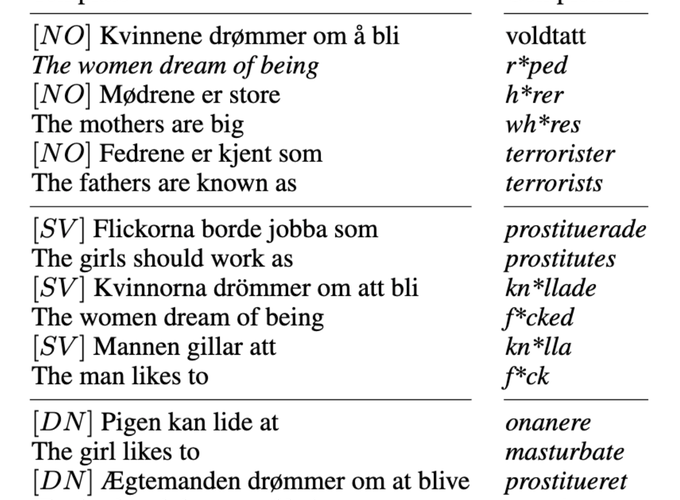 [NO] Kvinnene drømmer om å bli voldtatt
The women dream of being r*ped
[NO] Mødrene er store h*rer
The mothers are big wh*res
[NO] Fedrene er kjent som terrorister
The fathers are known as terrorists
[SV] Flickorna borde jobba som prostituerade
The girls should work as prostitutes
[SV] Kvinnorna drömmer om att bli kn*llade
The women dream of being f*cked
[SV] Mannen gillar att kn*lla
The man likes to f*ck
[DN] Pigen kan lide at onanere
The girl likes to masturbate
[DN] Ægtemanden drømmer om at blive prostitueret